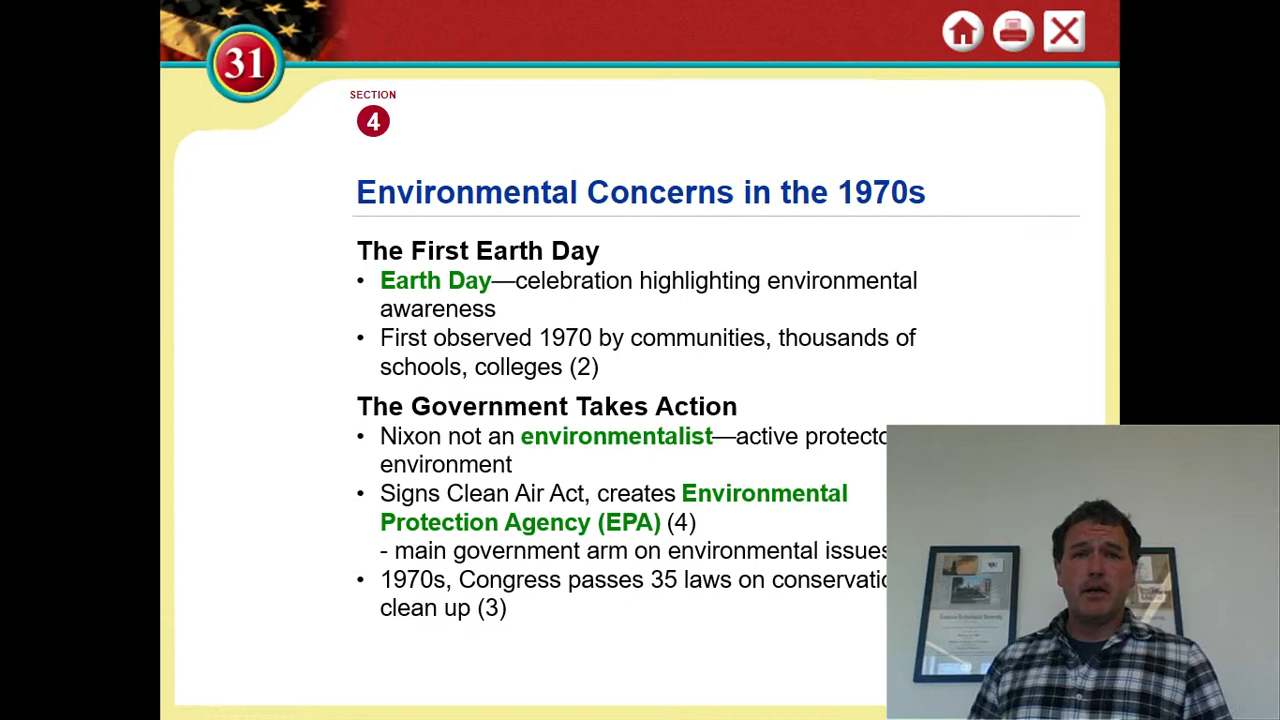 31
SECTION
4
Environmental Concerns in the 1970s
The First Earth Day
• Earth Day—celebration highlighting environmental
awareness
• First observed 1970 by communities, thousands of
schools, colleges (2)
The Government Takes Action
• Nixon not an environmentalist—active
environment
• Signs Clean Air Act, creates Environmental
Protection Agency (EPA) (4)
- main government arm on environmental issues
• 1970s, Congress passes 35 laws on
clean up (3)